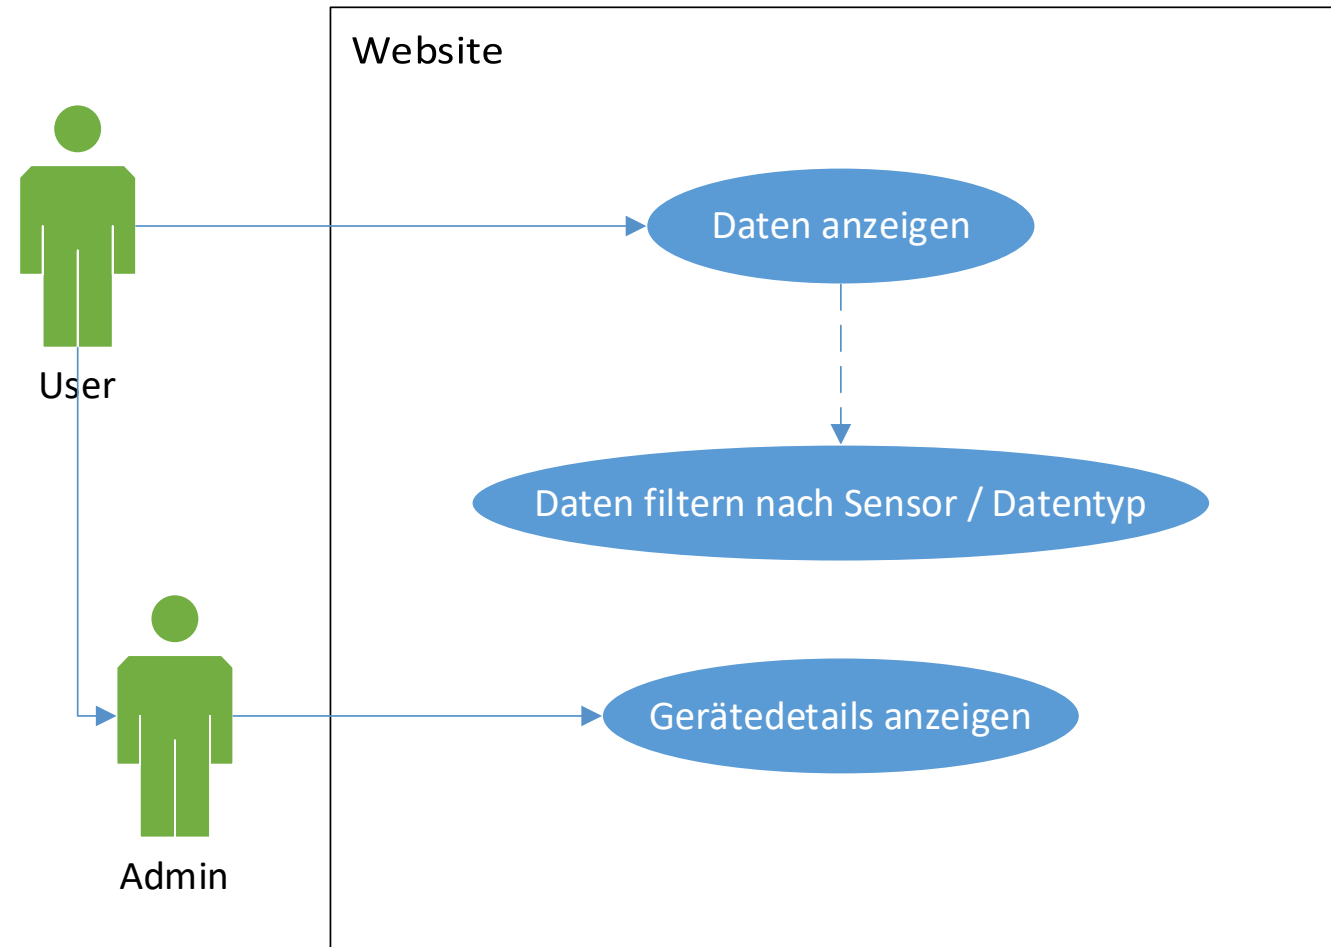 Website
Daten anzeigen
User
Daten filtern nach Sensor / Datentyp
Gerätedetails anzeigen
Admin